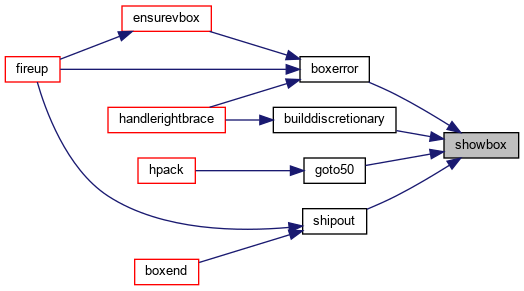 ensurevbox
fireup
boxerror
handlerightbrace
builddiscretionary
showbox
hpack
goto50
shipout
boxend